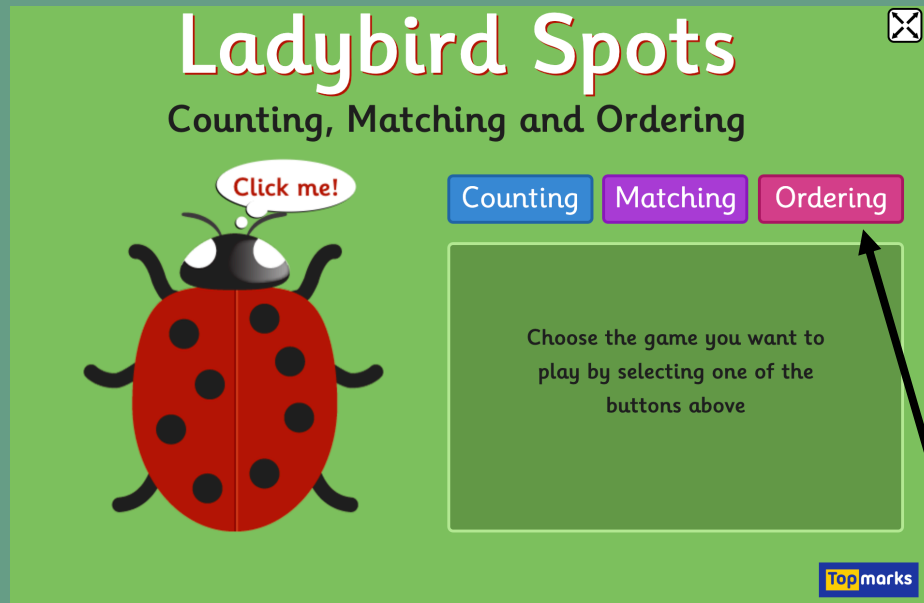 Ladybird Spots
Counting, Matching and Ordering
Click me!
Counting
Matching
Ordering
Choose the game you want to
play by selecting one of the
buttons above
Topmarks